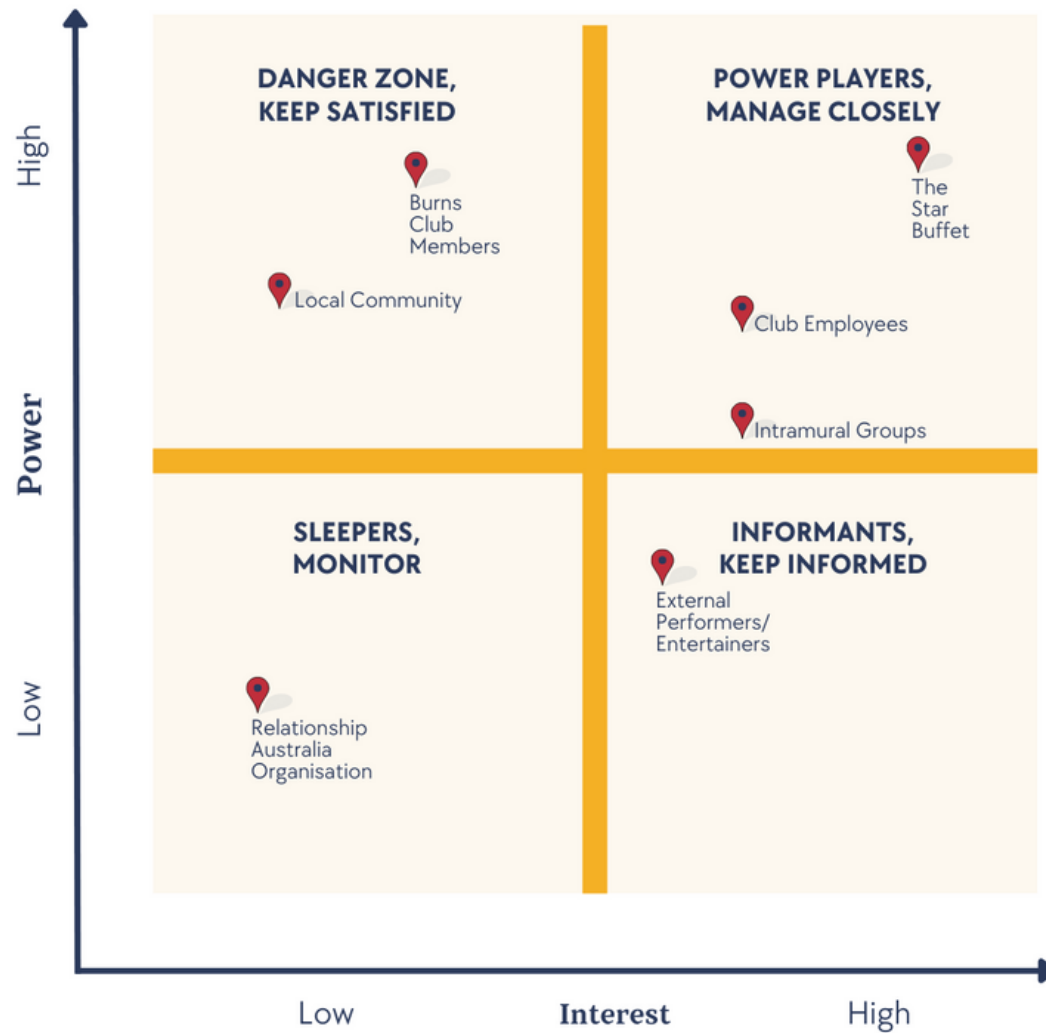 High
DANGER ZONE,
KEEP SATISFIED
POWER PLAYERS,
MANAGE CLOSELY
Burns
Club
Members
The
Star
Buffet
Local Community
Club Employees
Intramural Groups
Power
SLEEPERS,
MONITOR
INFORMANTS,
KEEP INFORMED
External
Performers/
Entertainers
Low
Relationship
Australia
Organisation
Low
Interest
High